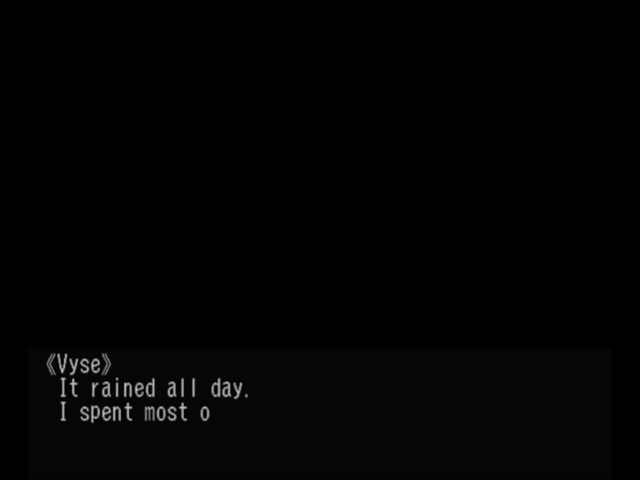 《Vyse》
It rained all day.
I spent most o